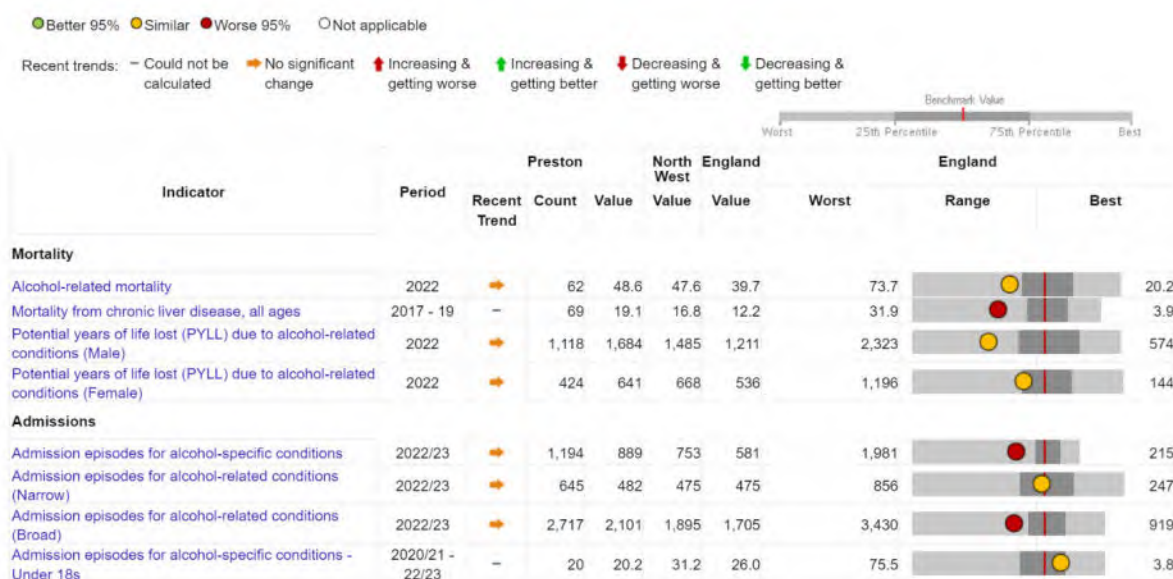 Better 95% Similar Worse 95% Not applicable
Recent trends: – Could not be calculated No significant change Increasing & getting worse Increasing & getting better Decreasing & getting worse Decreasing & getting better
Benchmark Value
Worst 25th Percentile 75th Percentile Best
Indicator Period Preston North West England England
Recent Trend Count Value Value Value Worst Range Best
Mortality
Alcohol-related mortality 2022 62 48.6 47.6 39.7 73.7 20.2
Mortality from chronic liver disease, all ages 2017 - 19 – 69 19.1 16.8 12.2 31.9 3.9
Potential years of life lost (PYLL) due to alcohol-related conditions (Male) 2022 1,118 1,684 1,485 1,211 2,323 574
Potential years of life lost (PYLL) due to alcohol-related conditions (Female) 2022 424 641 668 536 1,196 144
Admissions
Admission episodes for alcohol-specific conditions 2022/23 1,194 889 753 581 1,981 215
Admission episodes for alcohol-related conditions (Narrow) 2022/23 645 482 475 475 856 247
Admission episodes for alcohol-related conditions (Broad) 2022/23 2,717 2,101 1,895 1,705 3,430 919
Admission episodes for alcohol-specific conditions - Under 18s 2020/21 - 22/23 – 20 20.2 31.2 26.0 75.5 3.8